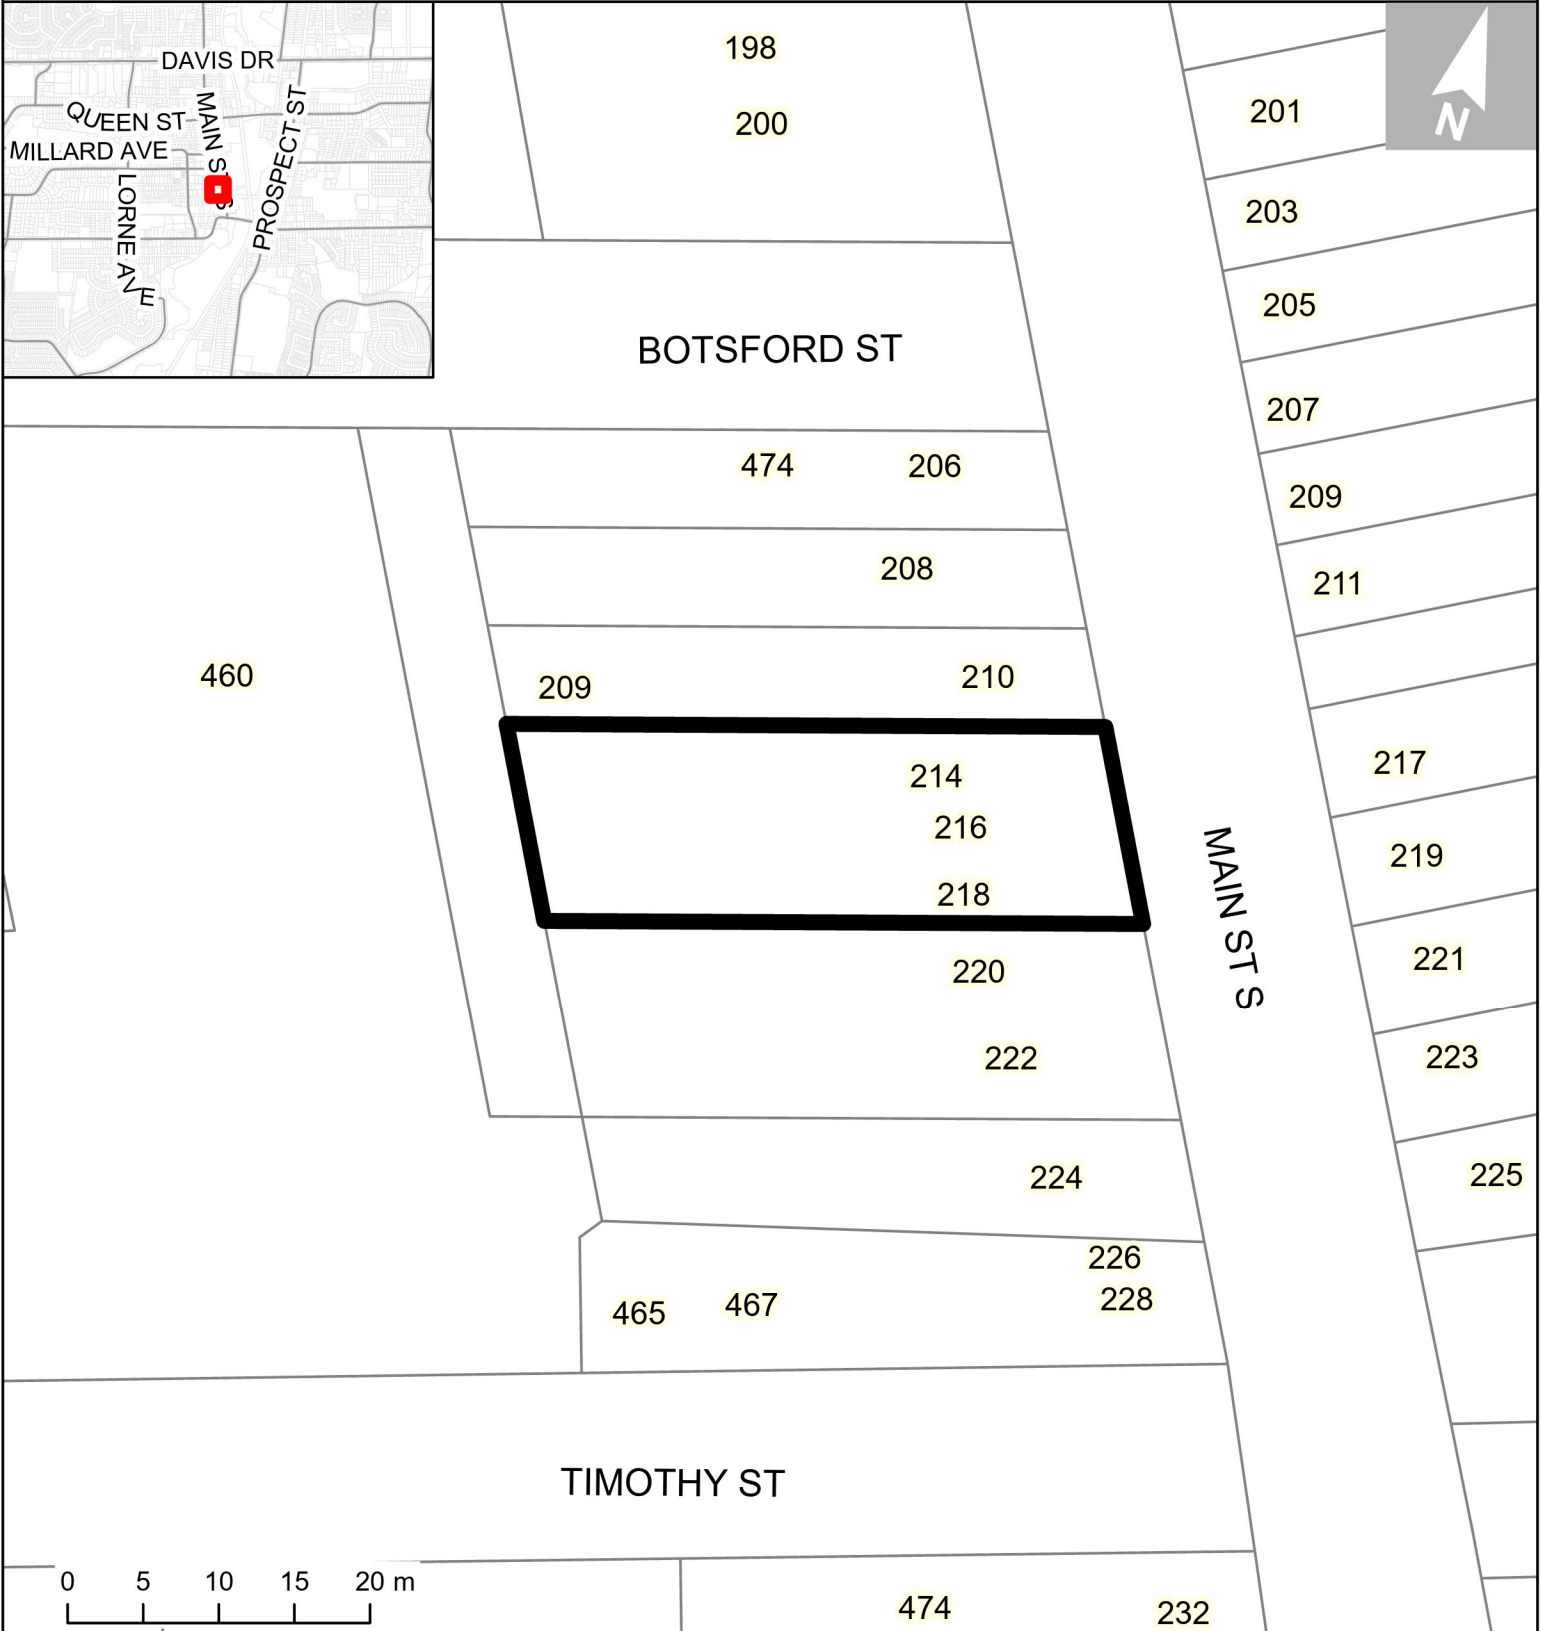 DAVIS DR
QUEEN ST
MILLARD AVE
MAIN ST S
PROSPECT ST
LORNE AVE
198
200
N
201
203
205
207
209
211
217
219
221
223
225
BOTSFORD ST
474 206
208
460
209 210
214
216
218
220
222
224
226
465 467 228
MAIN ST S
TIMOTHY ST
0 5 10 15 20 m
474 232